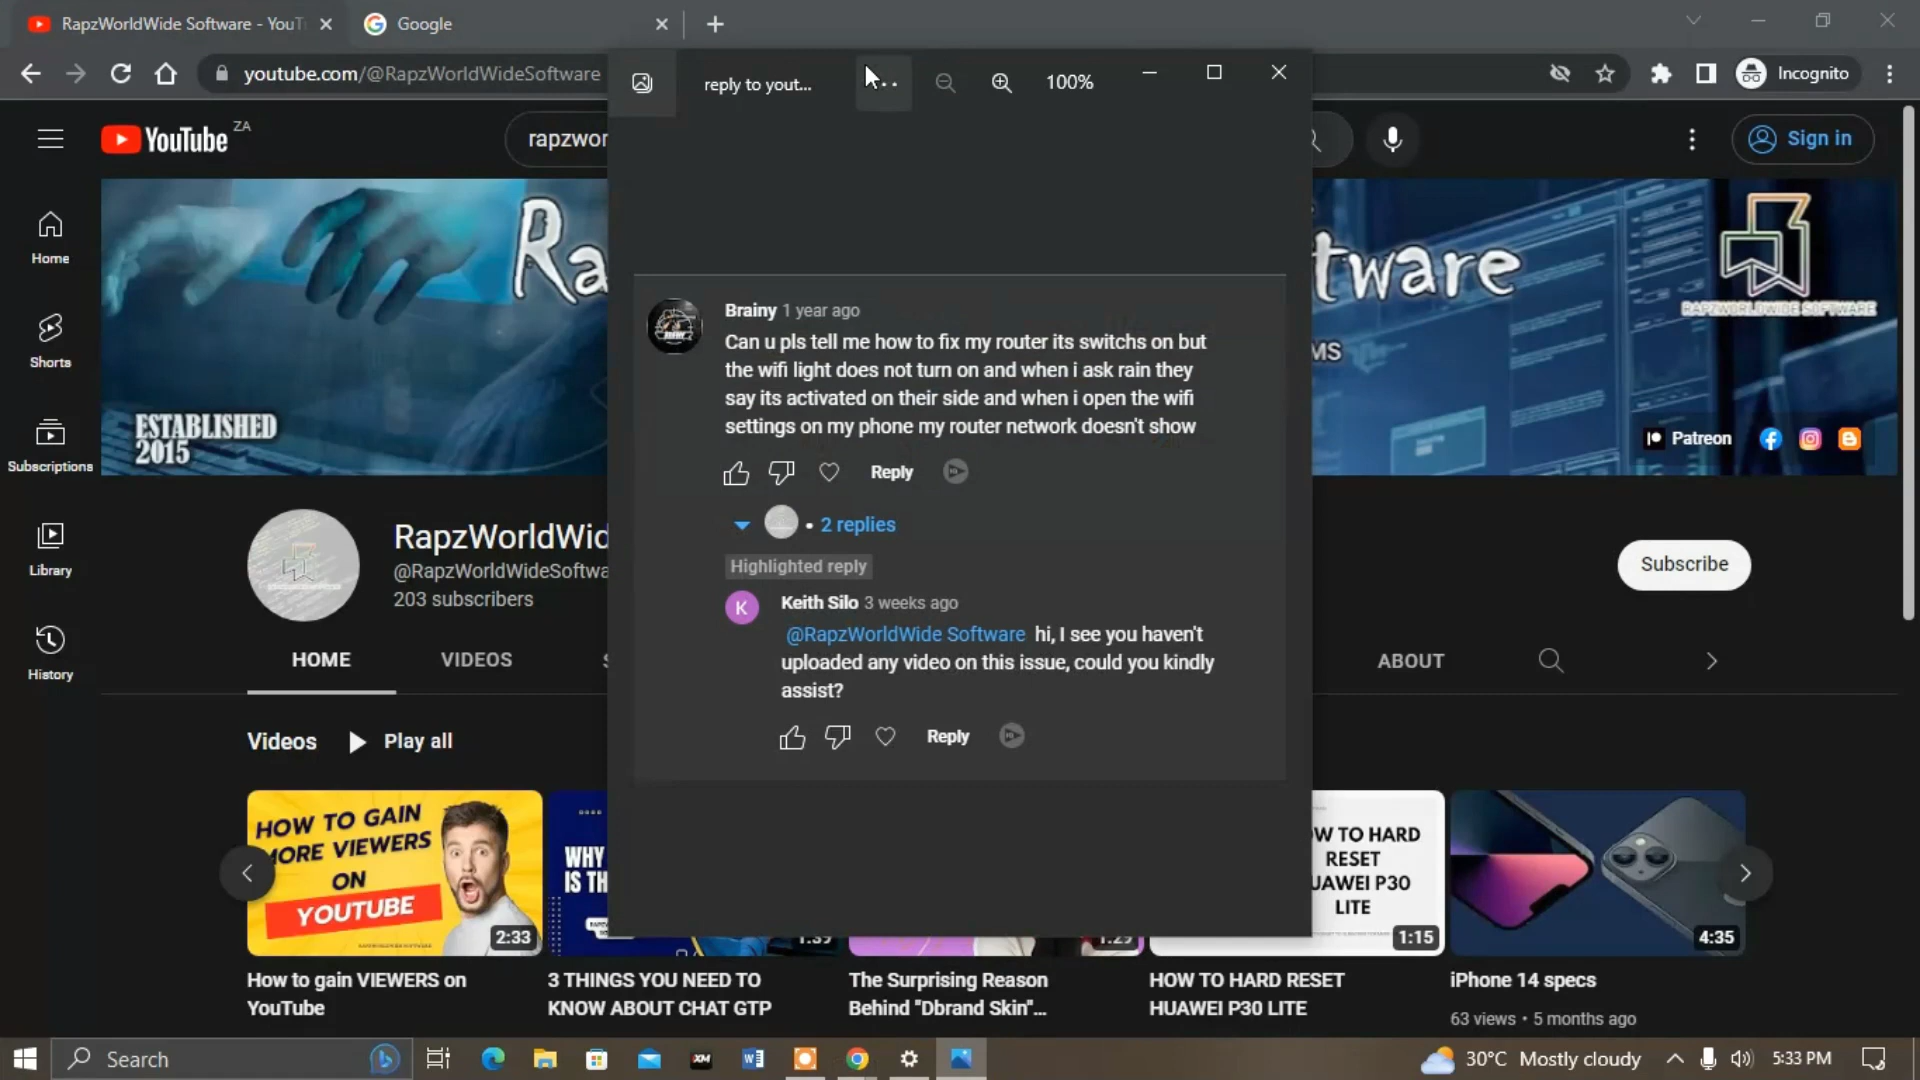 RapzWorldWide Software - YouT
Google
youtube.com/@RapzWorldWideSoftware
Incognito
reply to yout...
100%
YouTube
ZA
rapzwor
Sign in
Home
Shorts
Subscriptions
Library
History
Ra
tware
RAPZWORLDWIDE SOFTWARE
MS
ESTABLISHED
2015
Patreon
Brainy 1 year ago
Can u pls tell me how to fix my router its switchs on but
the wifi light does not turn on and when i ask rain they
say its activated on their side and when i open the wifi
settings on my phone my router network doesn't show
Reply
• 2 replies
Highlighted reply
K
Keith Silo 3 weeks ago
@RapzWorldWide Software hi, I see you haven't
uploaded any video on this issue, could you kindly
assist?
Reply
RapzWorldWid
@RapzWorldWideSoftwa
203 subscribers
Subscribe
HOME
VIDEOS
S
ABOUT
Videos
Play all
HOW TO GAIN
MORE VIEWERS
ON
YOUTUBE
2:33
WHY
IS TH
1:39
1:29
W TO HARD
RESET
UAWEI P30
LITE
1:15
4:35
How to gain VIEWERS on
YouTube
3 THINGS YOU NEED TO
KNOW ABOUT CHAT GTP
The Surprising Reason
Behind "Dbrand Skin"...
HOW TO HARD RESET
HUAWEI P30 LITE
iPhone 14 specs
63 views • 5 months ago
Search
30°C Mostly cloudy
5:33 PM